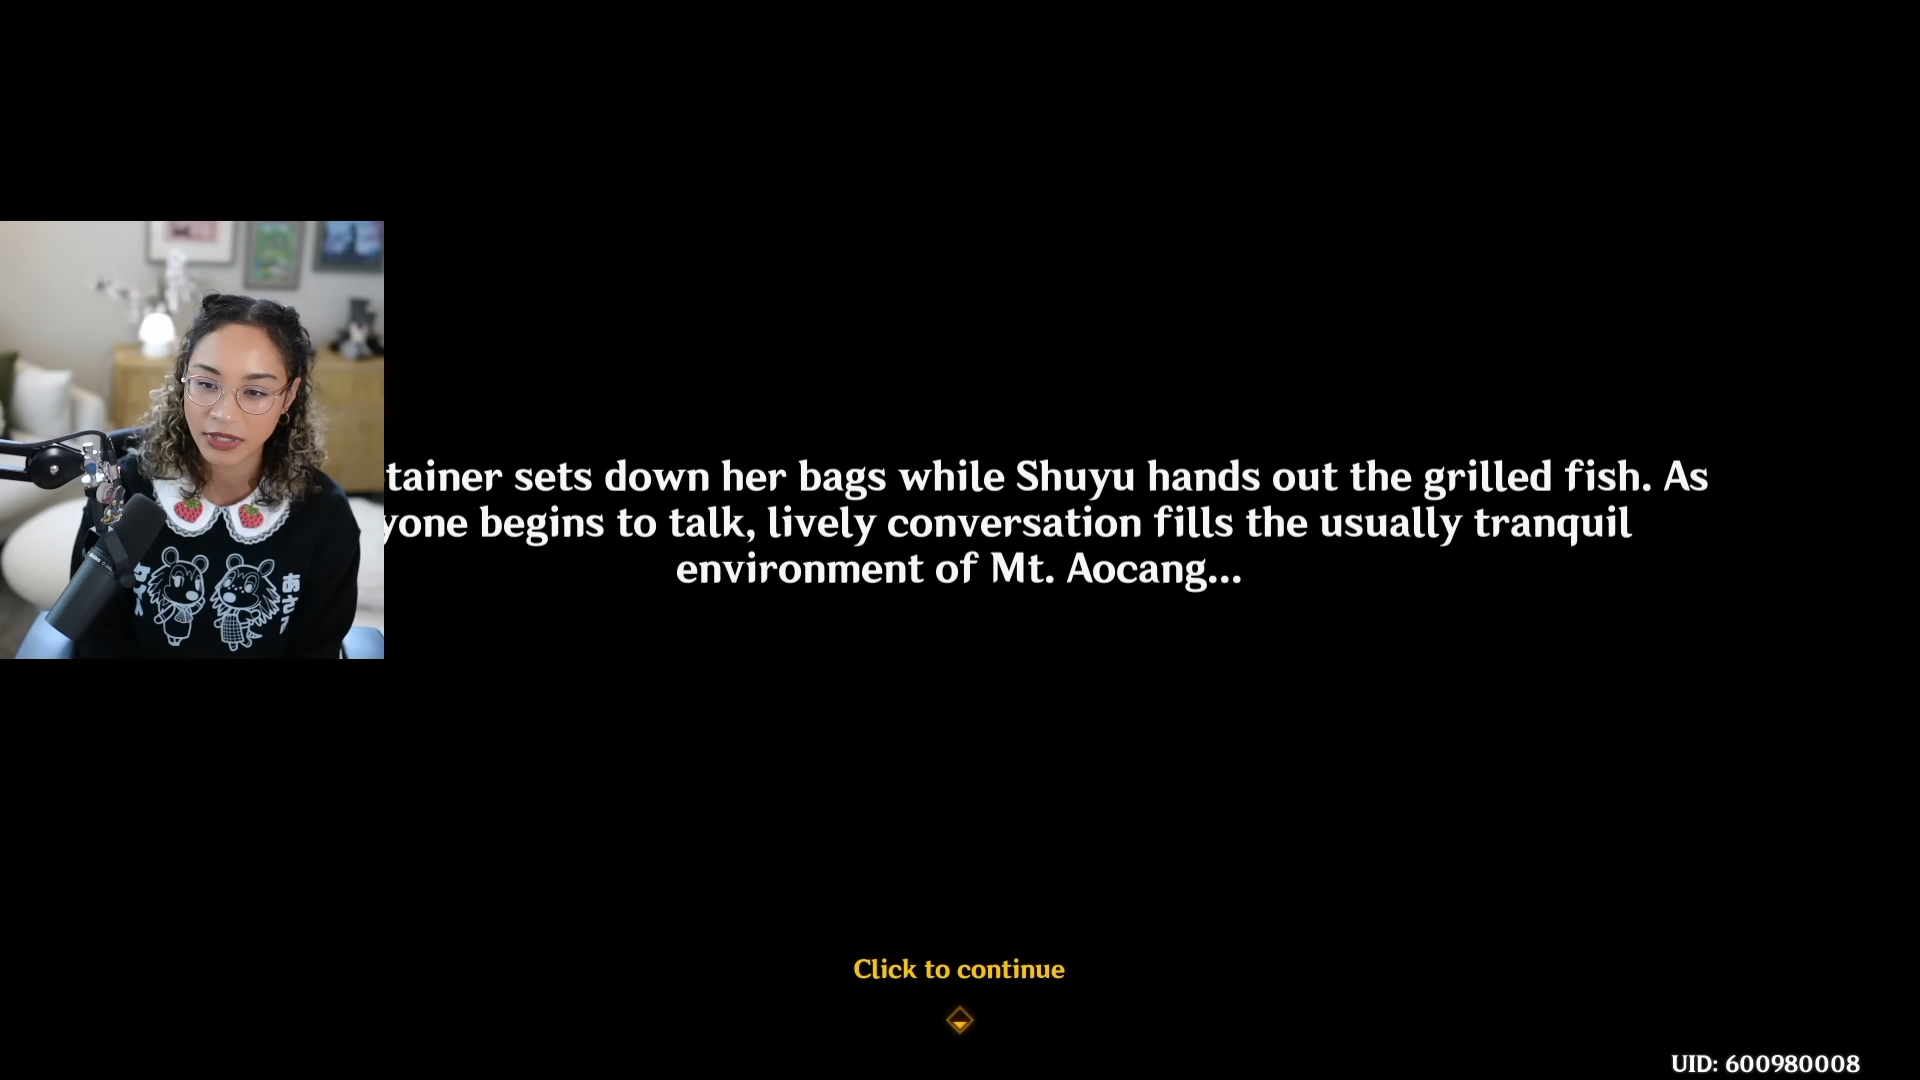 tainer sets down her bags while Shuyu hands out the grilled fish. As
yone begins to talk, lively conversation fills the usually tranquil
environment of Mt. Aocang...
Click to continue
UID: 600980008